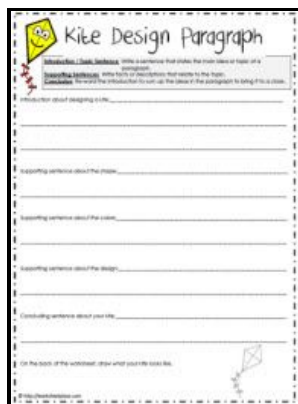 Kite Design Paragraph
Introduction / Topic Sentence: Write a sentence that states the main idea or topic of a
paragraph.
Supporting Sentences: Write facts or descriptions that relate to the topic.
Conclusion: Re-word the introduction to sum up the ideas in the paragraph to bring it to a close.
Introduction about designing a kite:
Supporting sentence about the shape:
Supporting sentence about the colors:
Supporting sentence about the design:
Concluding sentence about your kite:
On the back of the worksheet, draw what your kite looks like.